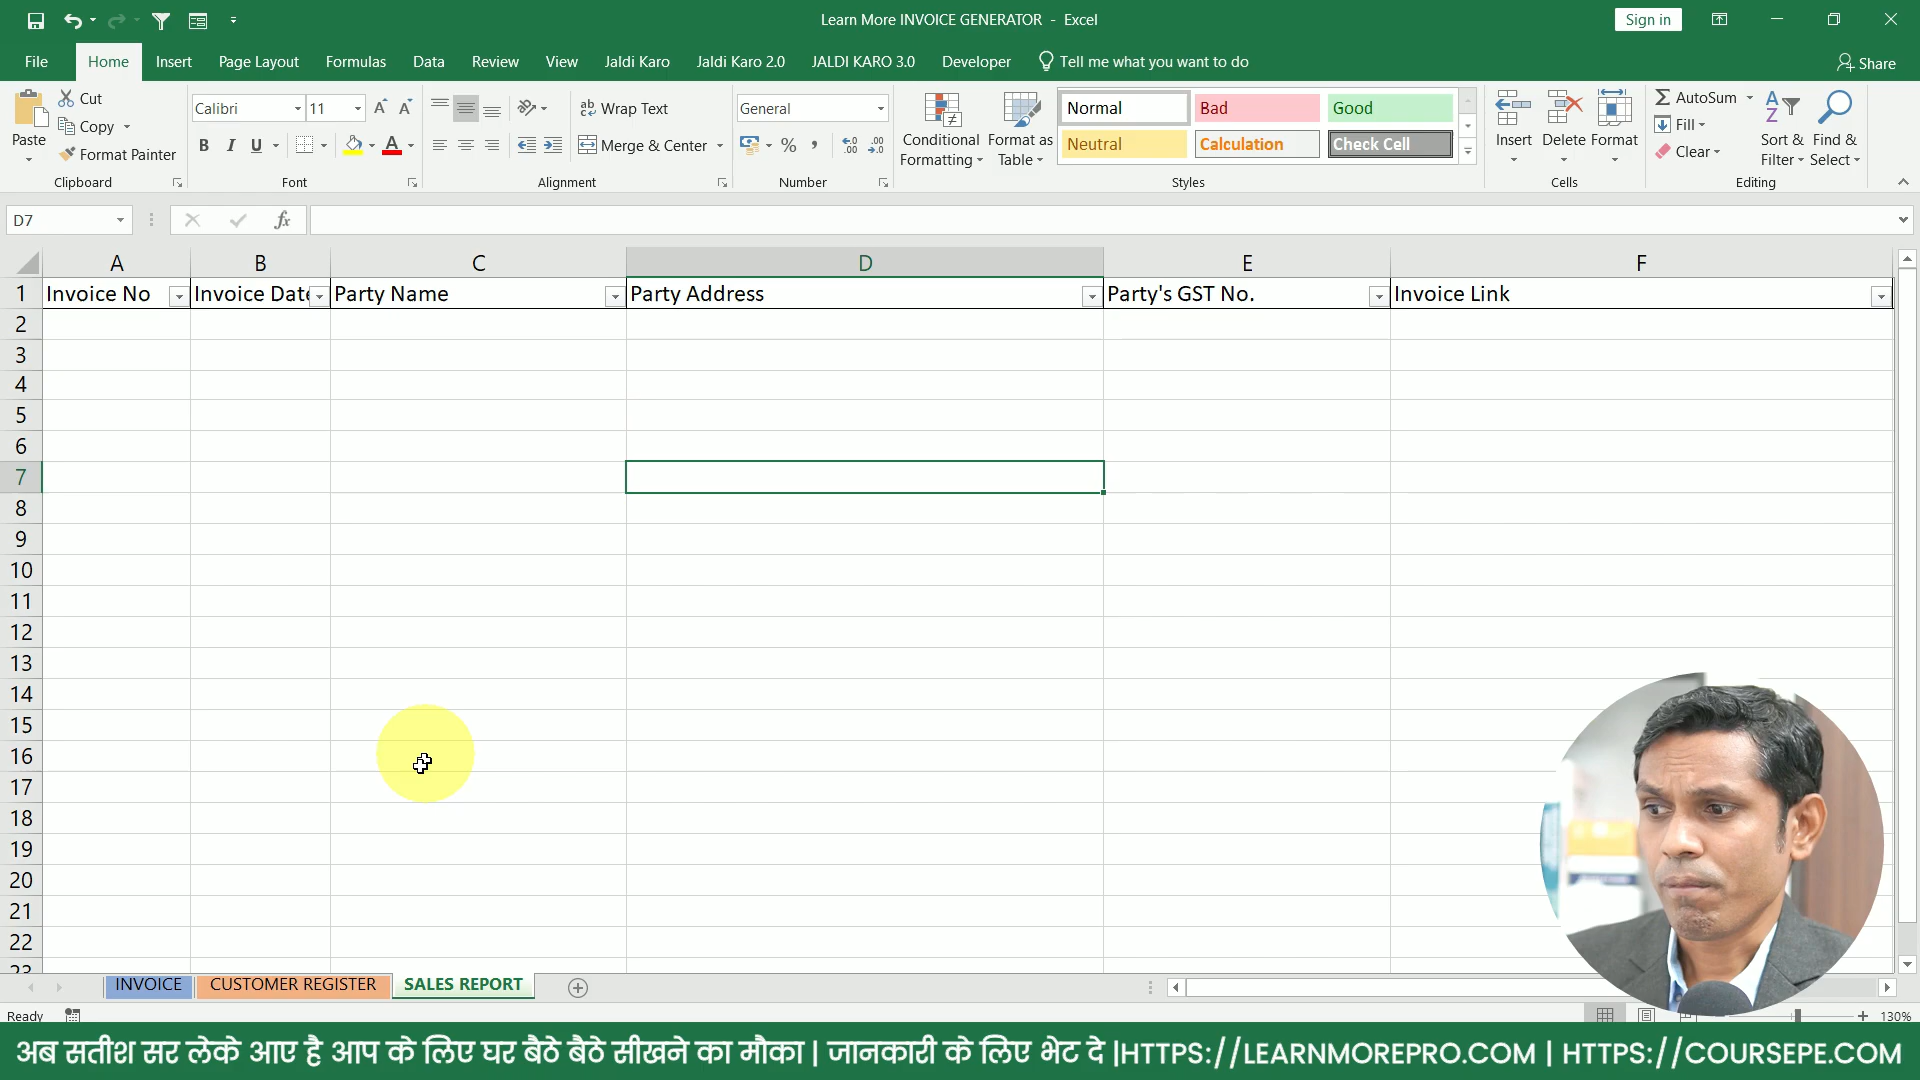 Learn More INVOICE GENERATOR - Excel
Sign in
File Home Insert Page Layout Formulas Data Review View Jaldi Karo Jaldi Karo 2.0 JALDI KARO 3.0 Developer Tell me what you want to do Share
Paste
Cut
Copy
Format Painter
Clipboard
Calibri 11
B I U
Font
Wrap Text
Merge & Center
Alignment
General
%
Number
Conditional Formatting
Format as Table
Normal Bad Good
Neutral Calculation Check Cell
Styles
Insert Delete Format
Cells
AutoSum
Fill
Clear
Sort & Filter
Find & Select
Editing
D7 fx
A B C D E F
1 Invoice No Invoice Date Party Name Party Address Party's GST No. Invoice Link
2
3
4
5
6
7
8
9
10
11
12
13
14
15
16
17
18
19
20
21
22
23
INVOICE CUSTOMER REGISTER SALES REPORT
Ready 130%
अब सतीश सर लेके आए है आप के लिए घर बैठे बैठे सीखने का मौका | जानकारी के लिए भेट दे |HTTPS://LEARNMOREPRO.COM | HTTPS://COURSEPE.COM